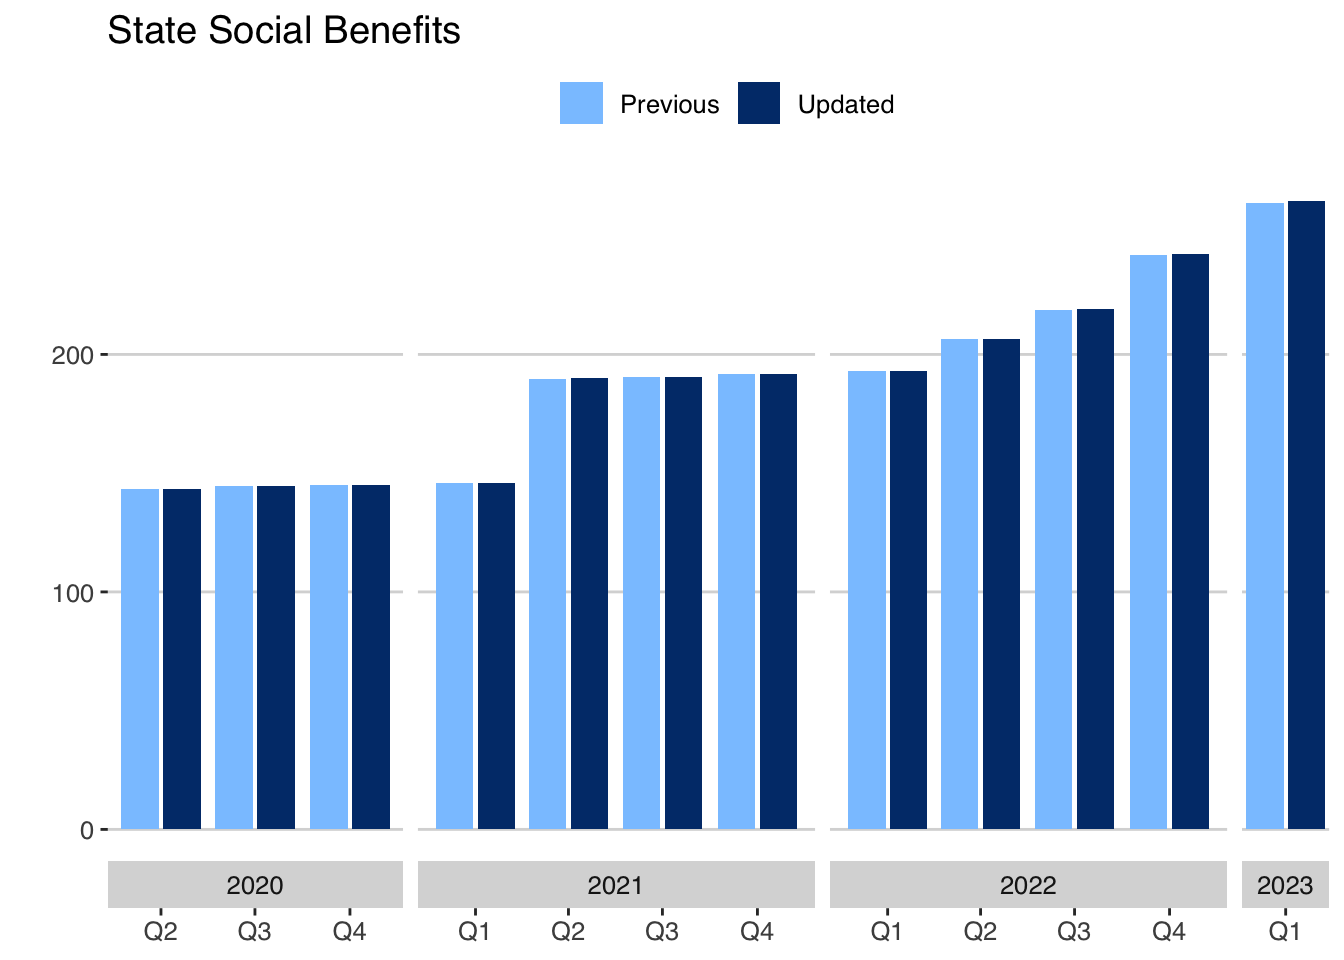 State Social Benefits
Previous Updated
200
100
0
2020 2021 2022 2023
Q2 Q3 Q4 Q1 Q2 Q3 Q4 Q1 Q2 Q3 Q4 Q1